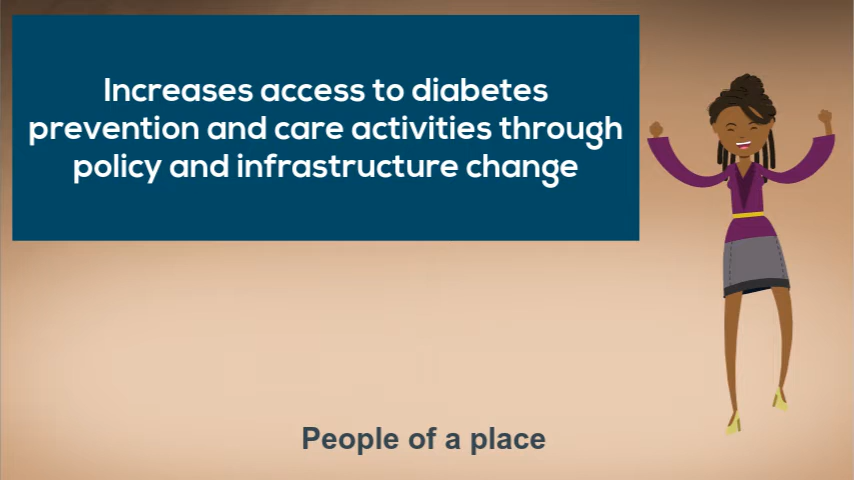 Increases access to diabetes
prevention and care activities through
policy and infrastructure change
People of a place